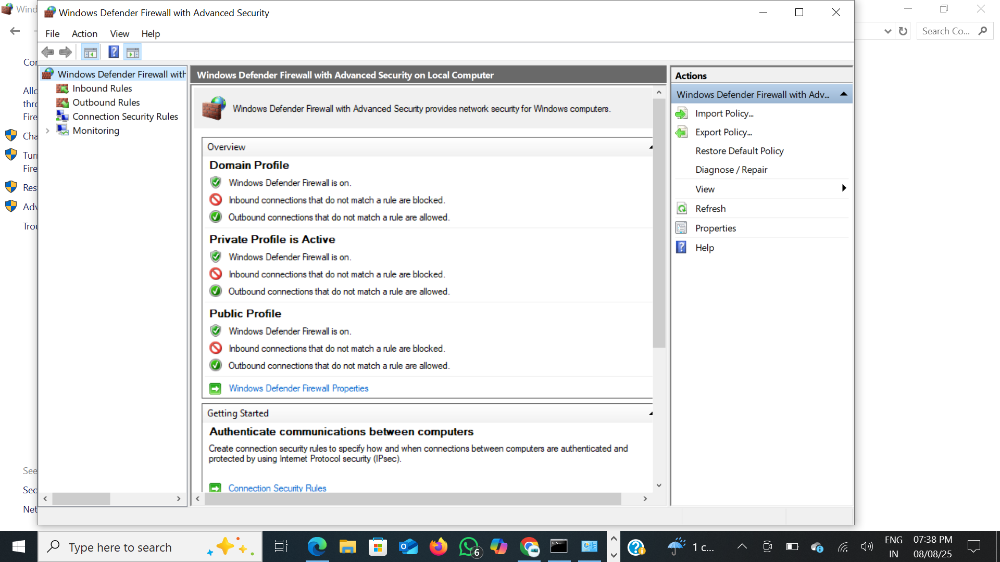 Wind
Windows Defender Firewall with Advanced Security
File Action View Help
Search Co...
Windows Defender Firewall with
Inbound Rules
Outbound Rules
Connection Security Rules
Monitoring
Windows Defender Firewall with Advanced Security on Local Computer
Windows Defender Firewall with Advanced Security provides network security for Windows computers.
Overview
Domain Profile
Windows Defender Firewall is on.
Inbound connections that do not match a rule are blocked.
Outbound connections that do not match a rule are allowed.
Private Profile is Active
Windows Defender Firewall is on.
Inbound connections that do not match a rule are blocked.
Outbound connections that do not match a rule are allowed.
Public Profile
Windows Defender Firewall is on.
Inbound connections that do not match a rule are blocked.
Outbound connections that do not match a rule are allowed.
Windows Defender Firewall Properties
Getting Started
Authenticate communications between computers
Create connection security rules to specify how and when connections between computers are authenticated and
protected by using Internet Protocol security (IPsec).
Connection Security Rules
Actions
Windows Defender Firewall with Adv...
Import Policy...
Export Policy...
Restore Default Policy
Diagnose / Repair
View
Refresh
Properties
Help
Con
Allo
thro
Fire
Cha
Turn
Fire
Res
Adv
Trou
See
Sec
Net
Type here to search
6
1 c...
ENG
IN
07:38 PM
08/08/25